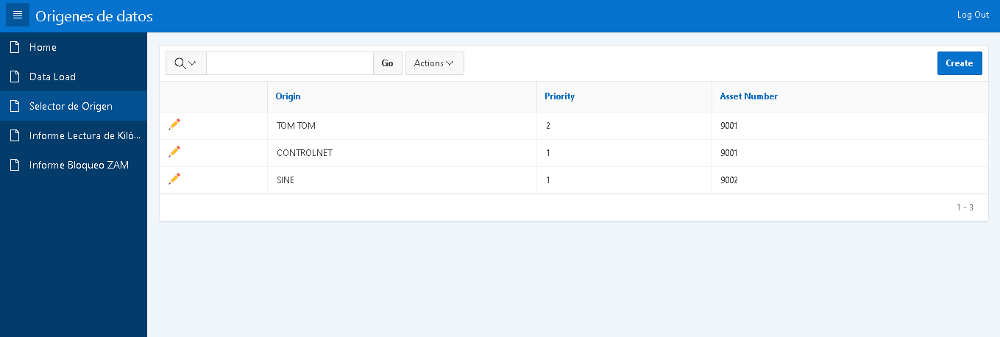 Origenes de datos
Log Out
Home
Data Load
Selector de Origen
Informe Lectura de Kiló...
Informe Bloqueo ZAM
Go
Actions
Create
Origin Priority Asset Number
TOM TOM 2 9001
CONTROLNET 1 9001
SINE 1 9002
1 - 3